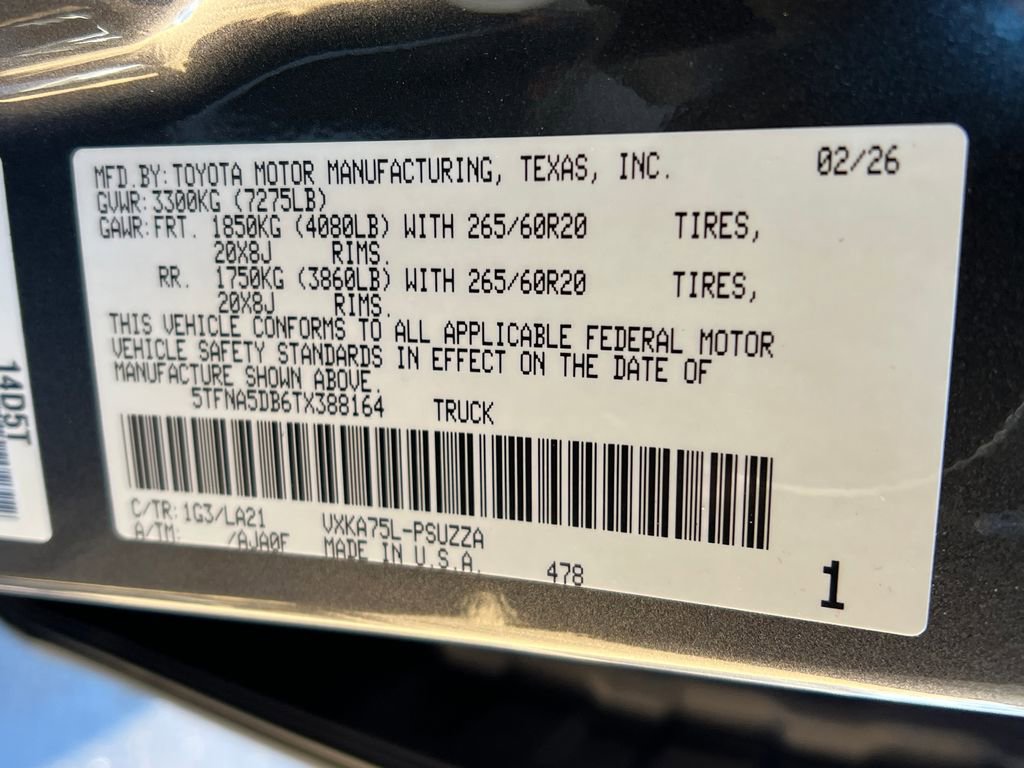 MFD.BY:TOYOTA MOTOR MANUFACTURING, TEXAS, INC. 02/26
GVWR:3300KG (7275LB)
GAWR:FRT. 1850KG (4080LB) WITH 265/60R20 TIRES,
20X8J RIMS.
RR. 1750KG (3860LB) WITH 265/60R20 TIRES,
20X8J RIMS.
THIS VEHICLE CONFORMS TO ALL APPLICABLE FEDERAL MOTOR
VEHICLE SAFETY STANDARDS IN EFFECT ON THE DATE OF
MANUFACTURE SHOWN ABOVE.
5TFNA5DB6TX388164 TRUCK
C/TR:1G3/LA21 VXKA75L-PSUZZA
A/TM: /AJA0F MADE IN U.S.A. 478
1
14D5T